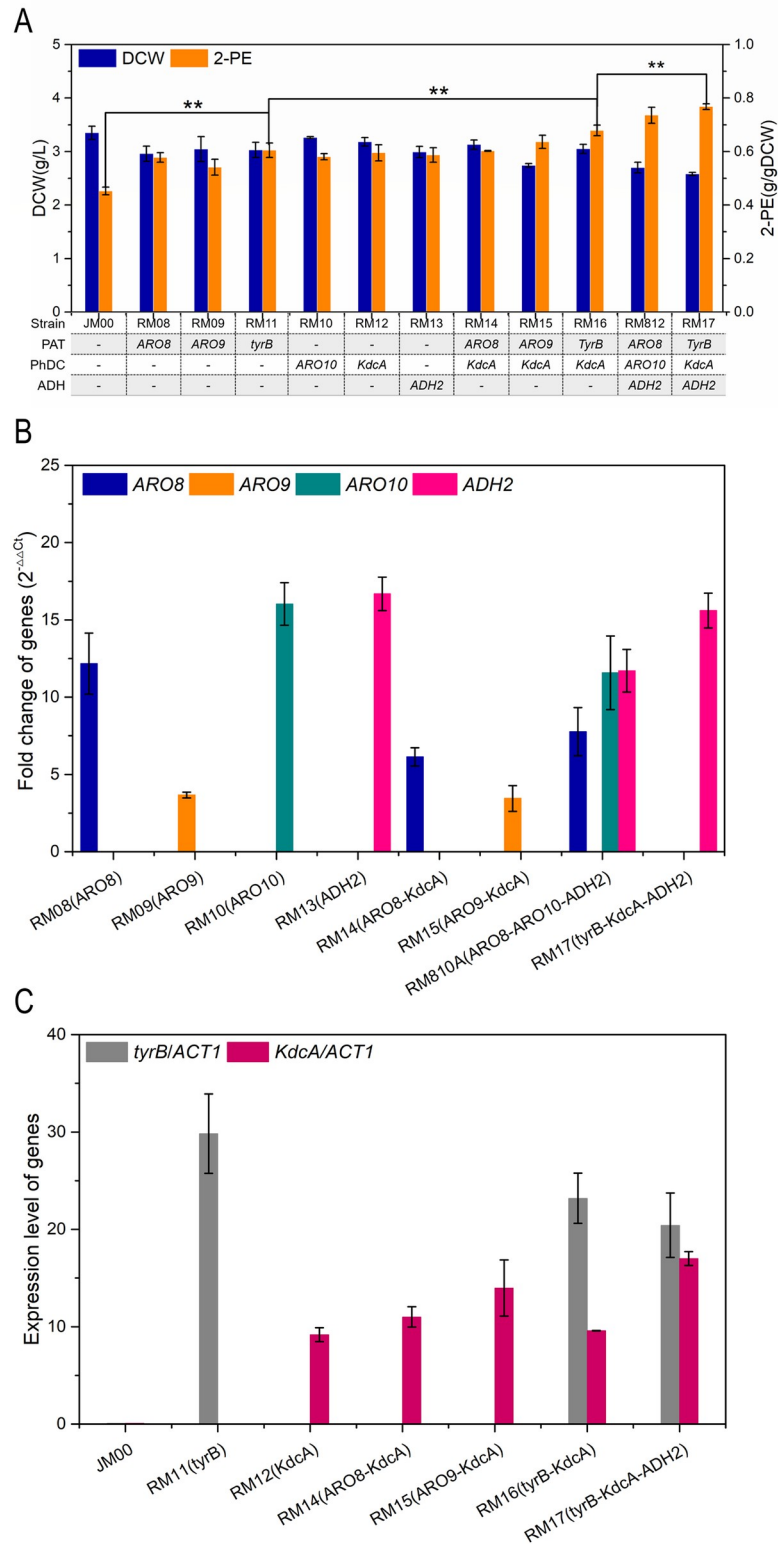 A
DCW 2-PE
**
**
**
5
4
3
2
1
0
DCW(g/L)
1.0
0.8
0.6
0.4
0.2
0.0
2-PE(g/gDCW)
Strain JM00 RM08 RM09 RM11 RM10 RM12 RM13 RM14 RM15 RM16 RM812 RM17
PAT - ARO8 ARO9 tyrB - - - ARO8 ARO9 TyrB ARO8 TyrB
PhDC - - - - ARO10 KdcA - KdcA KdcA KdcA ARO10 KdcA
ADH - - - - - - ADH2 - - - ADH2 ADH2
B
ARO8 ARO9 ARO10 ADH2
25
20
15
10
5
0
Fold change of genes (2^-ΔΔCt)
RM08(ARO8)
RM09(ARO9)
RM10(ARO10)
RM13(ADH2)
RM14(ARO8-KdcA)
RM15(ARO9-KdcA)
RM810A(ARO8-ARO10-ADH2)
RM17(tyrB-KdcA-ADH2)
C
tyrB/ACT1 KdcA/ACT1
40
30
20
10
0
Expression level of genes
JM00
RM11(tyrB)
RM12(KdcA)
RM14(ARO8-KdcA)
RM15(ARO9-KdcA)
RM16(tyrB-KdcA)
RM17(tyrB-KdcA-ADH2)